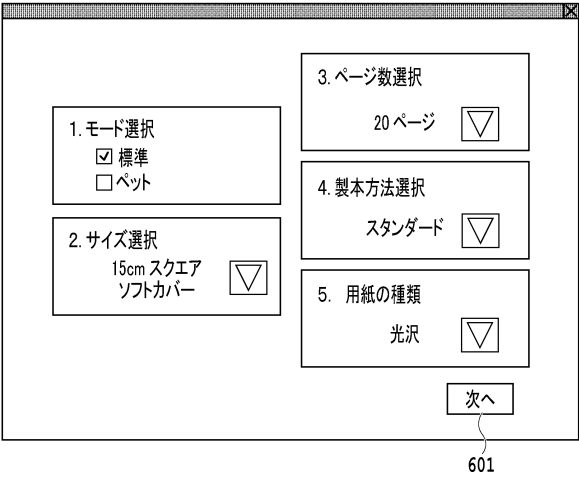 1. モード選択
標準
ペット
2. サイズ選択
15cm スクエア
ソフトカバー
3. ページ数選択
20 ページ
4. 製本方法選択
スタンダード
5. 用紙の種類
光沢
次へ
601